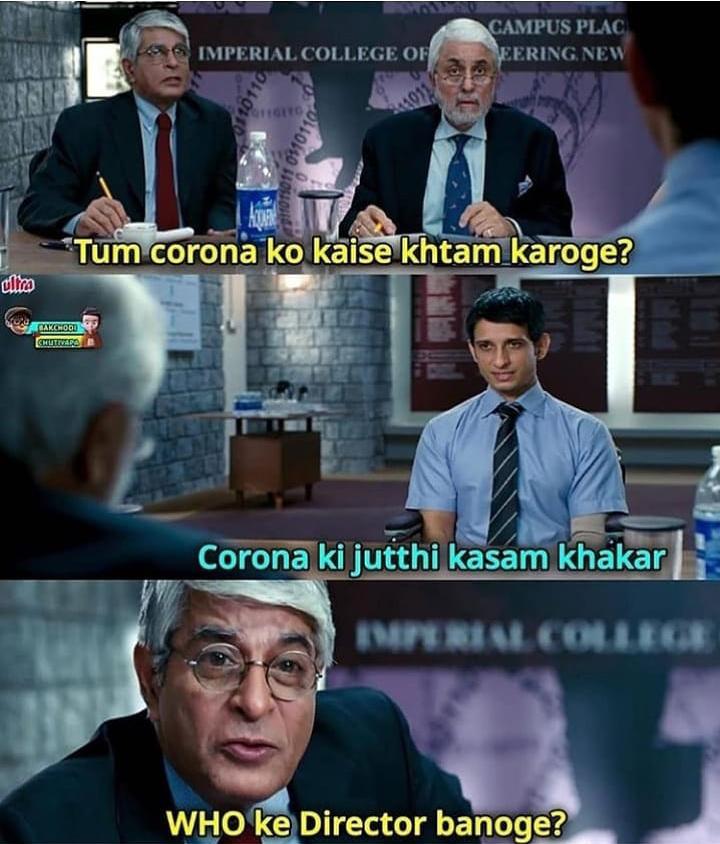 CAMPUS PLAC
IMPERIAL COLLEGE OF EERING, NEW
AQUAFINA
Tum corona ko kaise khtam karoge?
ultra
BAKCHODI
CHUTIYAPA
Corona ki jutthi kasam khakar
IMPERIAL COLLEGE
WHO ke Director banoge?